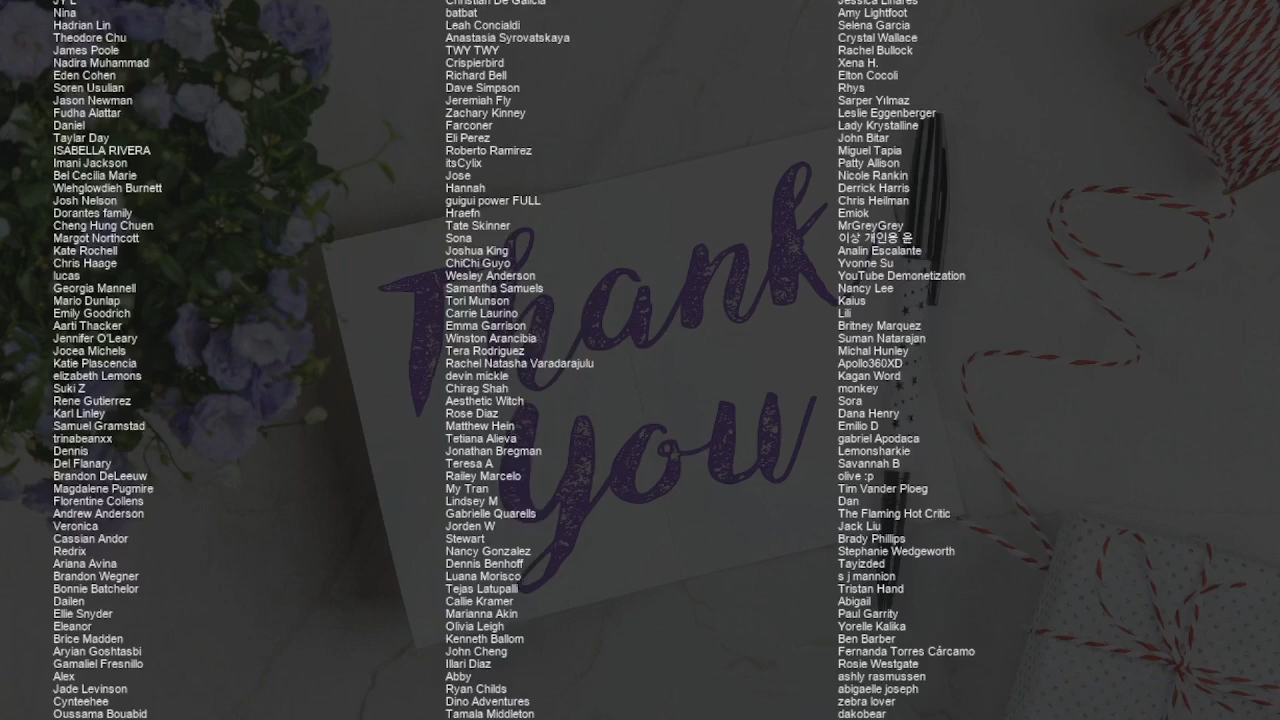 JY L
Nina
Hadrian Lin
Theodore Chu
James Poole
Nadira Muhammad
Eden Cohen
Soren Usulian
Jason Newman
Fudha Alattar
Daniel
Taylar Day
ISABELLA RIVERA
Imani Jackson
Bel Cecilia Marie
Wlehglowdieh Burnett
Josh Nelson
Dorantes family
Cheng Hung Chuen
Margot Northcott
Kate Rochell
Chris Haage
lucas
Georgia Mannell
Mario Dunlap
Emily Goodrich
Aarti Thacker
Jennifer O'Leary
Jocea Michels
Katie Plascencia
elizabeth Lemons
Suki Z
Rene Gutierrez
Karl Linley
Samuel Gramstad
trinabeanxx
Dennis
Del Flanary
Brandon DeLeeuw
Magdalene Pugmire
Florentine Collens
Andrew Anderson
Veronica
Cassian Andor
Redrix
Ariana Avina
Brandon Wegner
Bonnie Batchelor
Dailen
Ellie Snyder
Eleanor
Brice Madden
Aryian Goshtasbi
Gamaliel Fresnillo
Alex
Jade Levinson
Cynteehee
Oussama Bouabid
Christian De Galicia
batbat
Leah Concialdi
Anastasia Syrovatskaya
TWY TWY
Crispierbird
Richard Bell
Dave Simpson
Jeremiah Fly
Zachary Kinney
Farconer
Eli Perez
Roberto Ramirez
itsCylix
Jose
Hannah
guigui power FULL
Hraefn
Tate Skinner
Sona
Joshua King
ChiChi Guyo
Wesley Anderson
Samantha Samuels
Tori Munson
Carrie Laurino
Emma Garrison
Winston Arancibia
Tera Rodriguez
Rachel Natasha Varadarajulu
devin mickle
Chirag Shah
Aesthetic Witch
Rose Diaz
Matthew Hein
Tetiana Alieva
Jonathan Bregman
Teresa A
Railey Marcelo
My Tran
Lindsey M
Gabrielle Quarells
Jorden W
Stewart
Nancy Gonzalez
Dennis Benhoff
Luana Morisco
Tejas Latupalli
Callie Kramer
Marianna Akin
Olivia Leigh
Kenneth Ballom
John Cheng
Illari Diaz
Abby
Ryan Childs
Dino Adventures
Tamala Middleton
Jessica Linares
Amy Lightfoot
Selena Garcia
Crystal Wallace
Rachel Bullock
Xena H.
Elton Cocoli
Rhys
Sarper Yılmaz
Leslie Eggenberger
Lady Krystalline
John Bitar
Miguel Tapia
Patty Allison
Nicole Rankin
Derrick Harris
Chris Heilman
Emiok
MrGreyGrey
이상 개인용 윤
Analin Escalante
Yvonne Su
YouTube Demonetization
Nancy Lee
Kaius
Lili
Britney Marquez
Suman Natarajan
Michal Hunley
Apollo360XD
Kagan Word
monkey
Sora
Dana Henry
Emilio D
gabriel Apodaca
Lemonsharkie
Savannah B
olive :p
Tim Vander Ploeg
Dan
The Flaming Hot Critic
Jack Liu
Brady Phillips
Stephanie Wedgeworth
Tayizded
s j mannion
Tristan Hand
Abigail
Paul Garrity
Yorelle Kalika
Ben Barber
Fernanda Torres Cárcamo
Rosie Westgate
ashly rasmussen
abigaelle joseph
zebra lover
dakobear
Thank
you